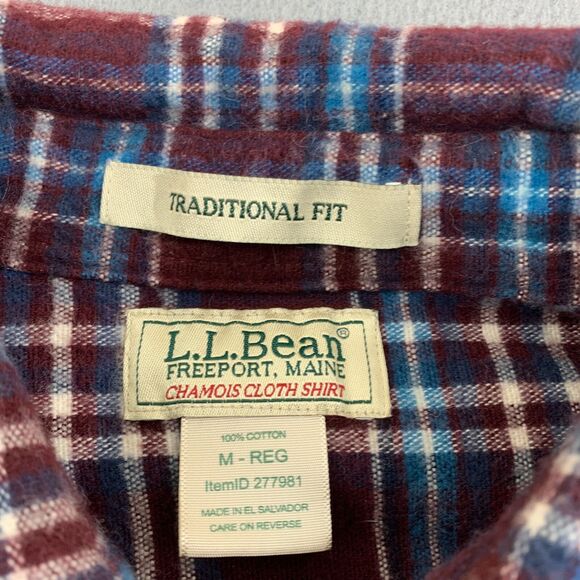 TRADITIONAL FIT
L.L.Bean®
FREEPORT, MAINE
CHAMOIS CLOTH SHIRT
100% COTTON
M - REG
ItemID 277981
MADE IN EL SALVADOR
CARE ON REVERSE